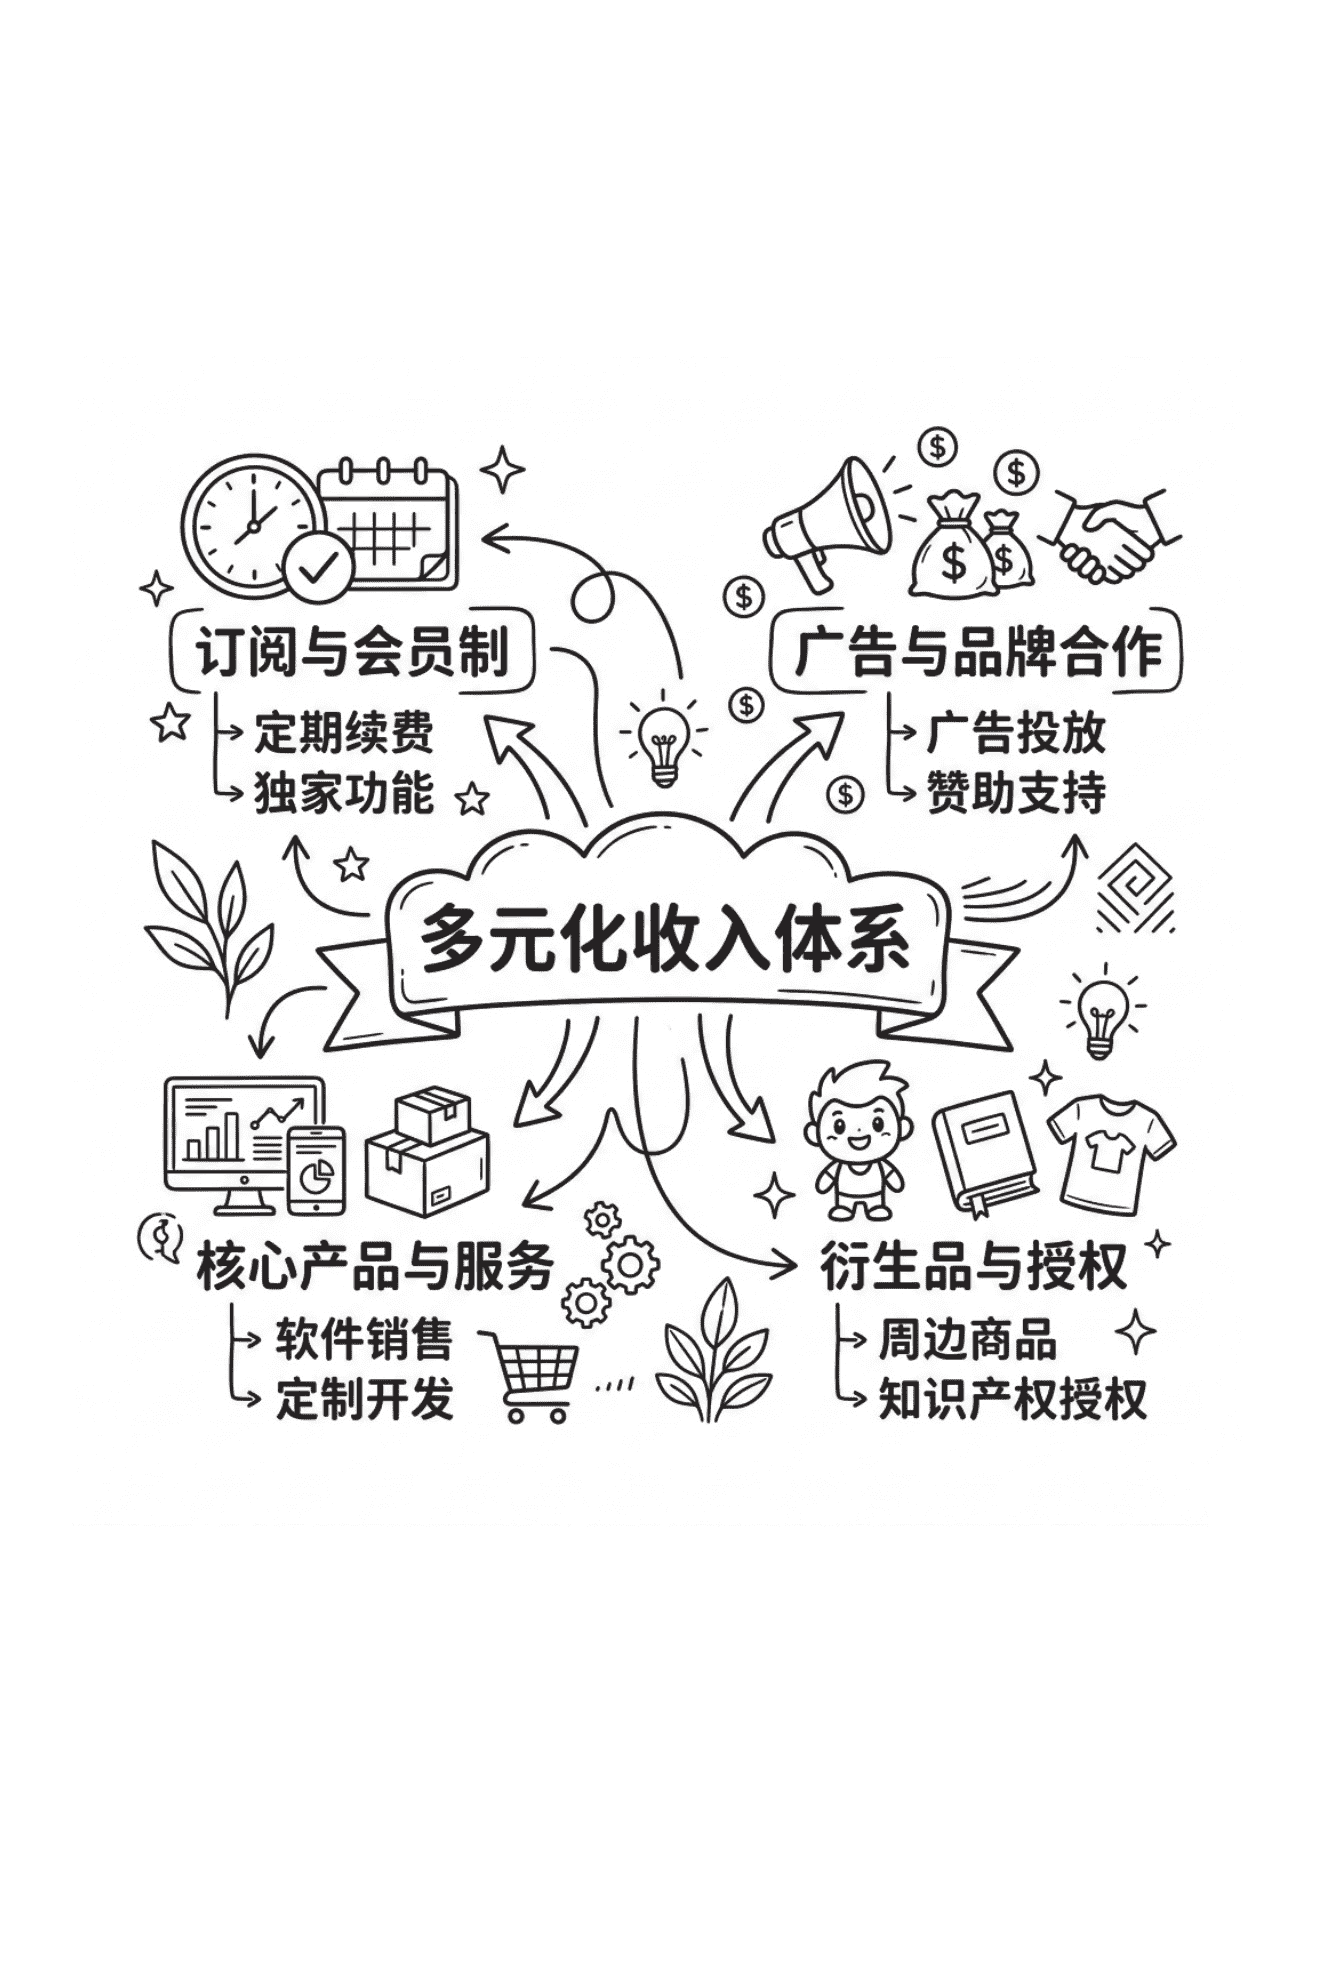 订阅与会员制
定期续费
独家功能
$
$
$
$
$
广告与品牌合作
$
广告投放
$
赞助支持
多元化收入体系
核心产品与服务
软件销售
定制开发
衍生品与授权
周边商品
知识产权授权